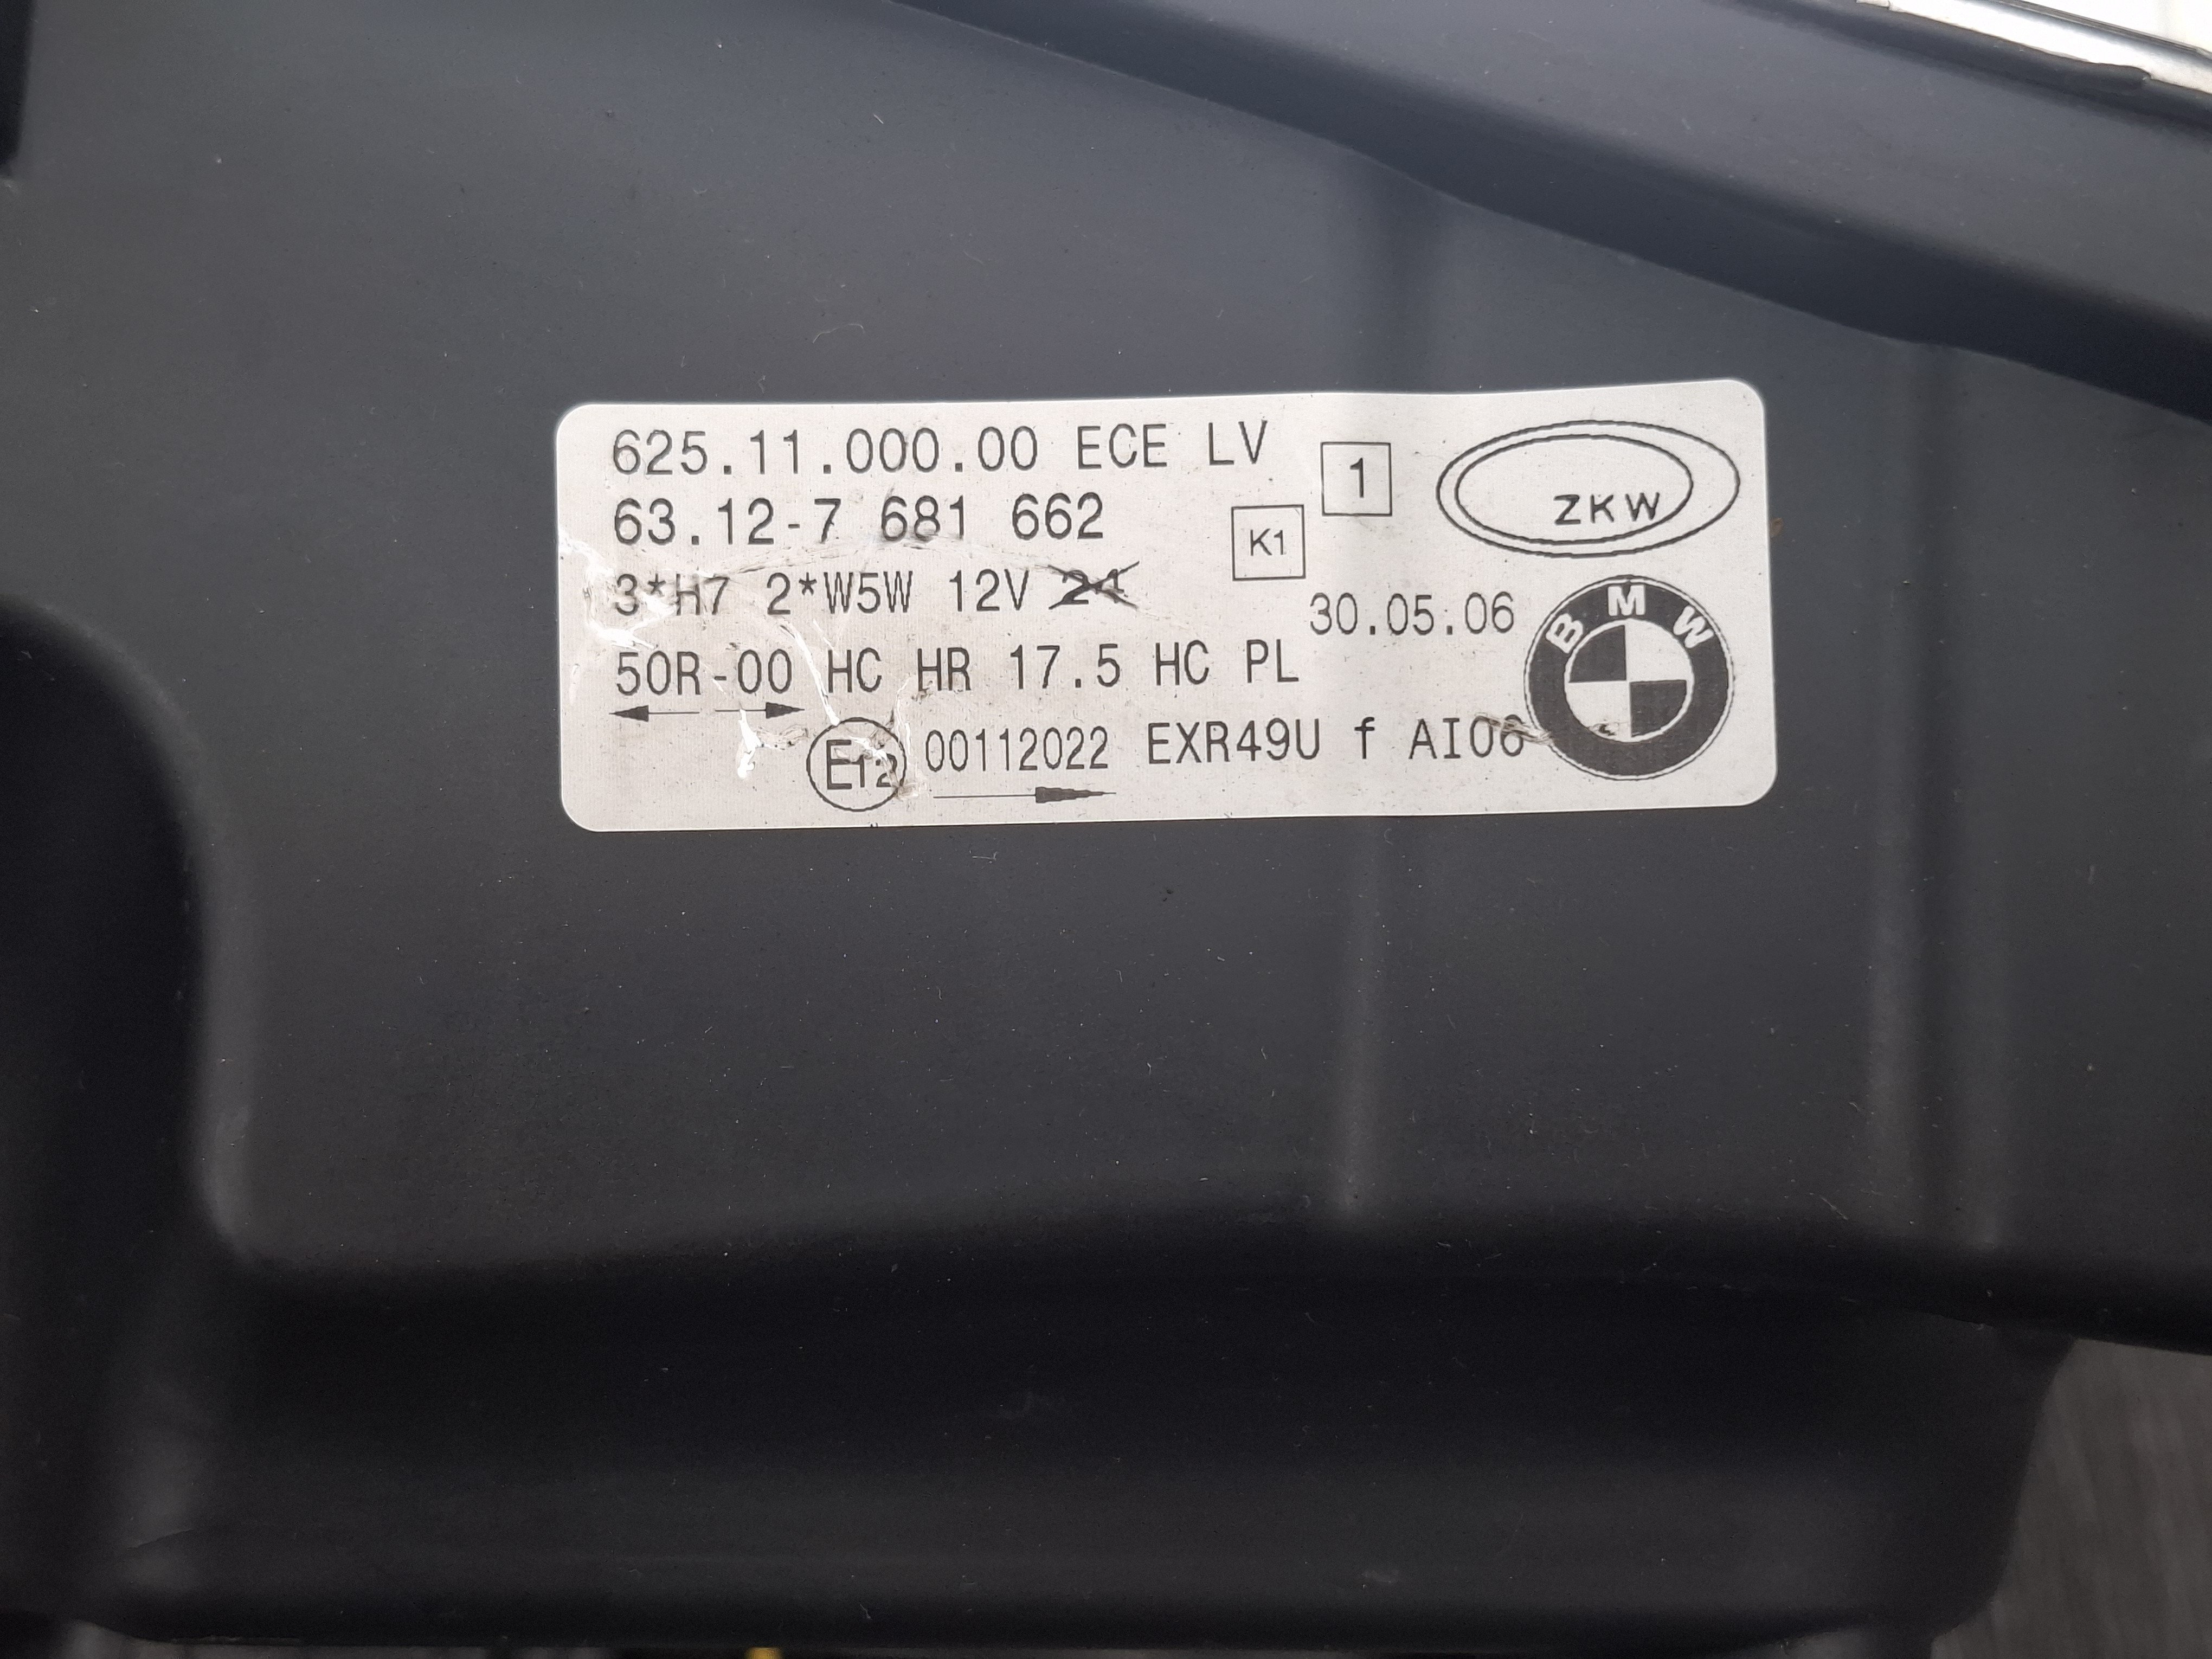 625.11.000.00 ECE LV
1
ZKW
63.12-7 681 662
K1
3*H7 2*W5W 12V 24
30.05.06
BMW
50R-00 HC HR 17.5 HC PL
E12 00112022 EXR49U f AI06